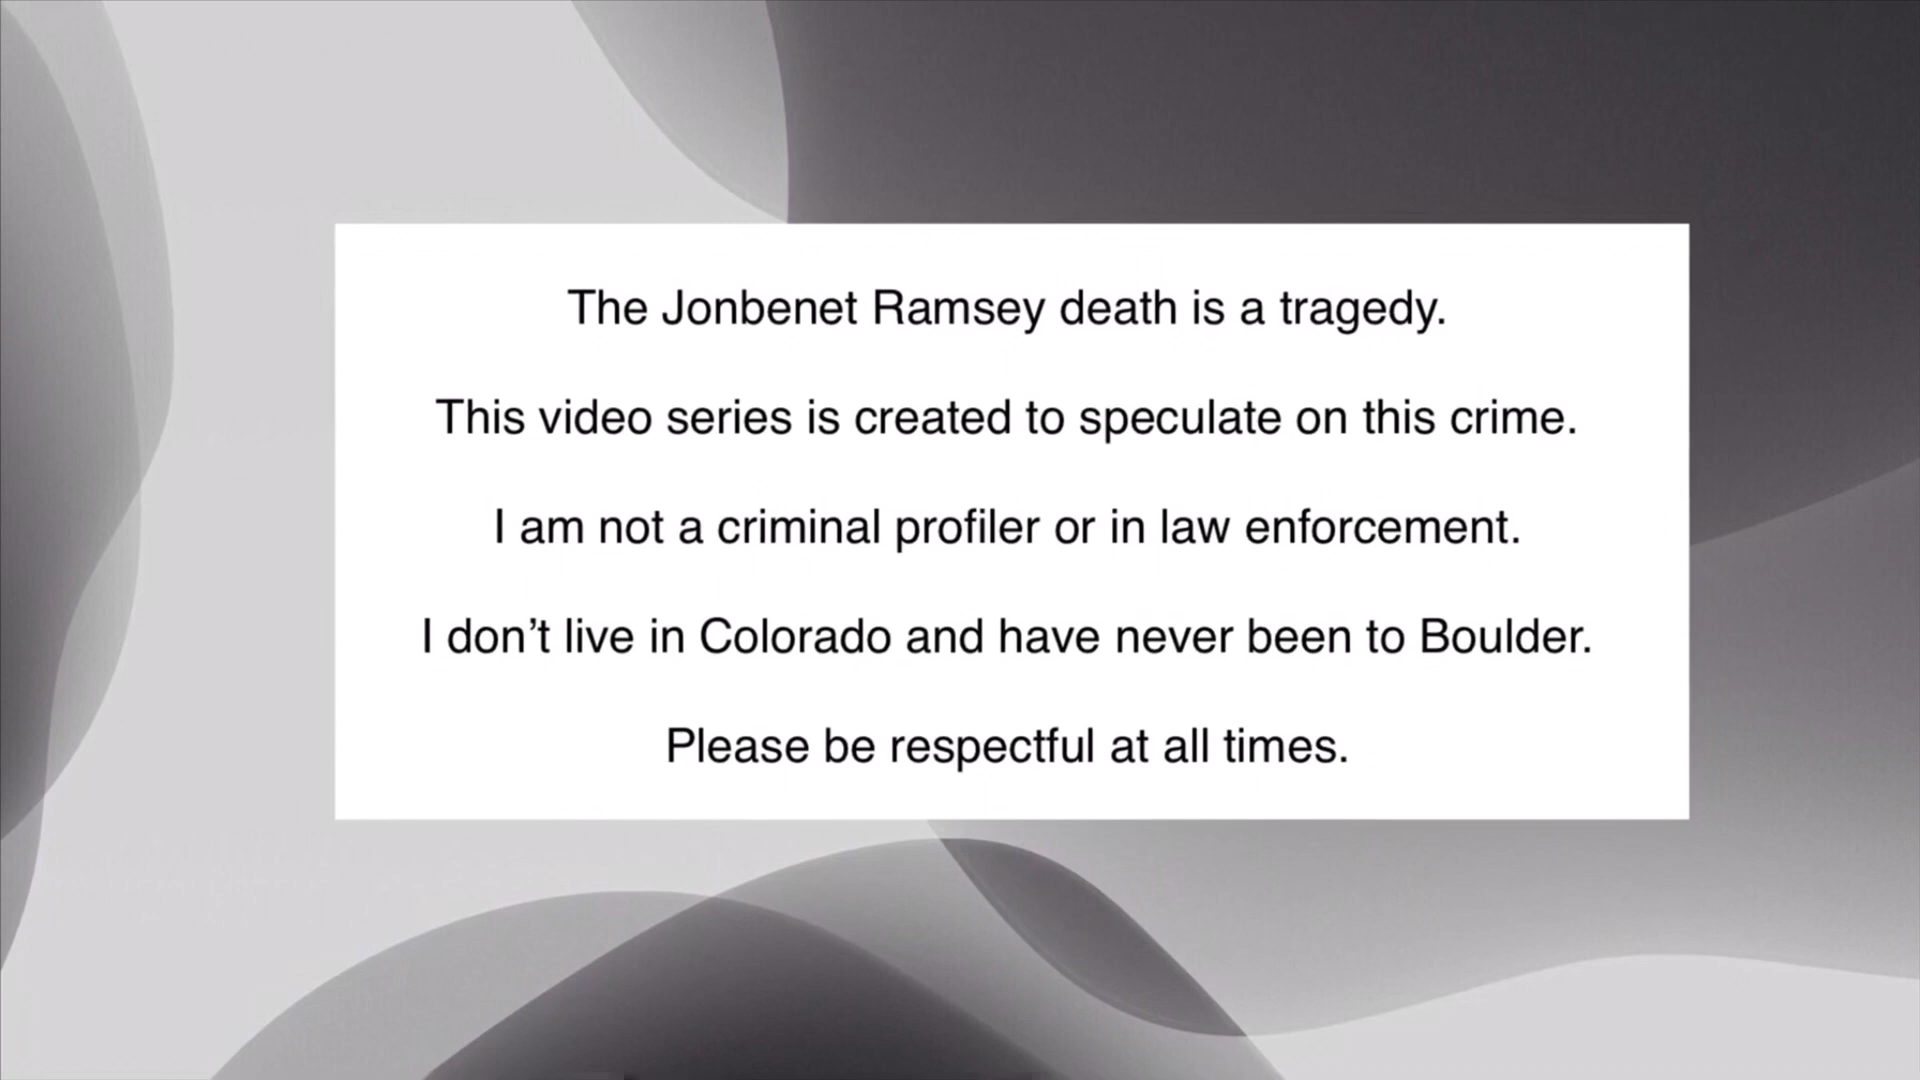 The Jonbenet Ramsey death is a tragedy.
This video series is created to speculate on this crime.
I am not a criminal profiler or in law enforcement.
I don’t live in Colorado and have never been to Boulder.
Please be respectful at all times.